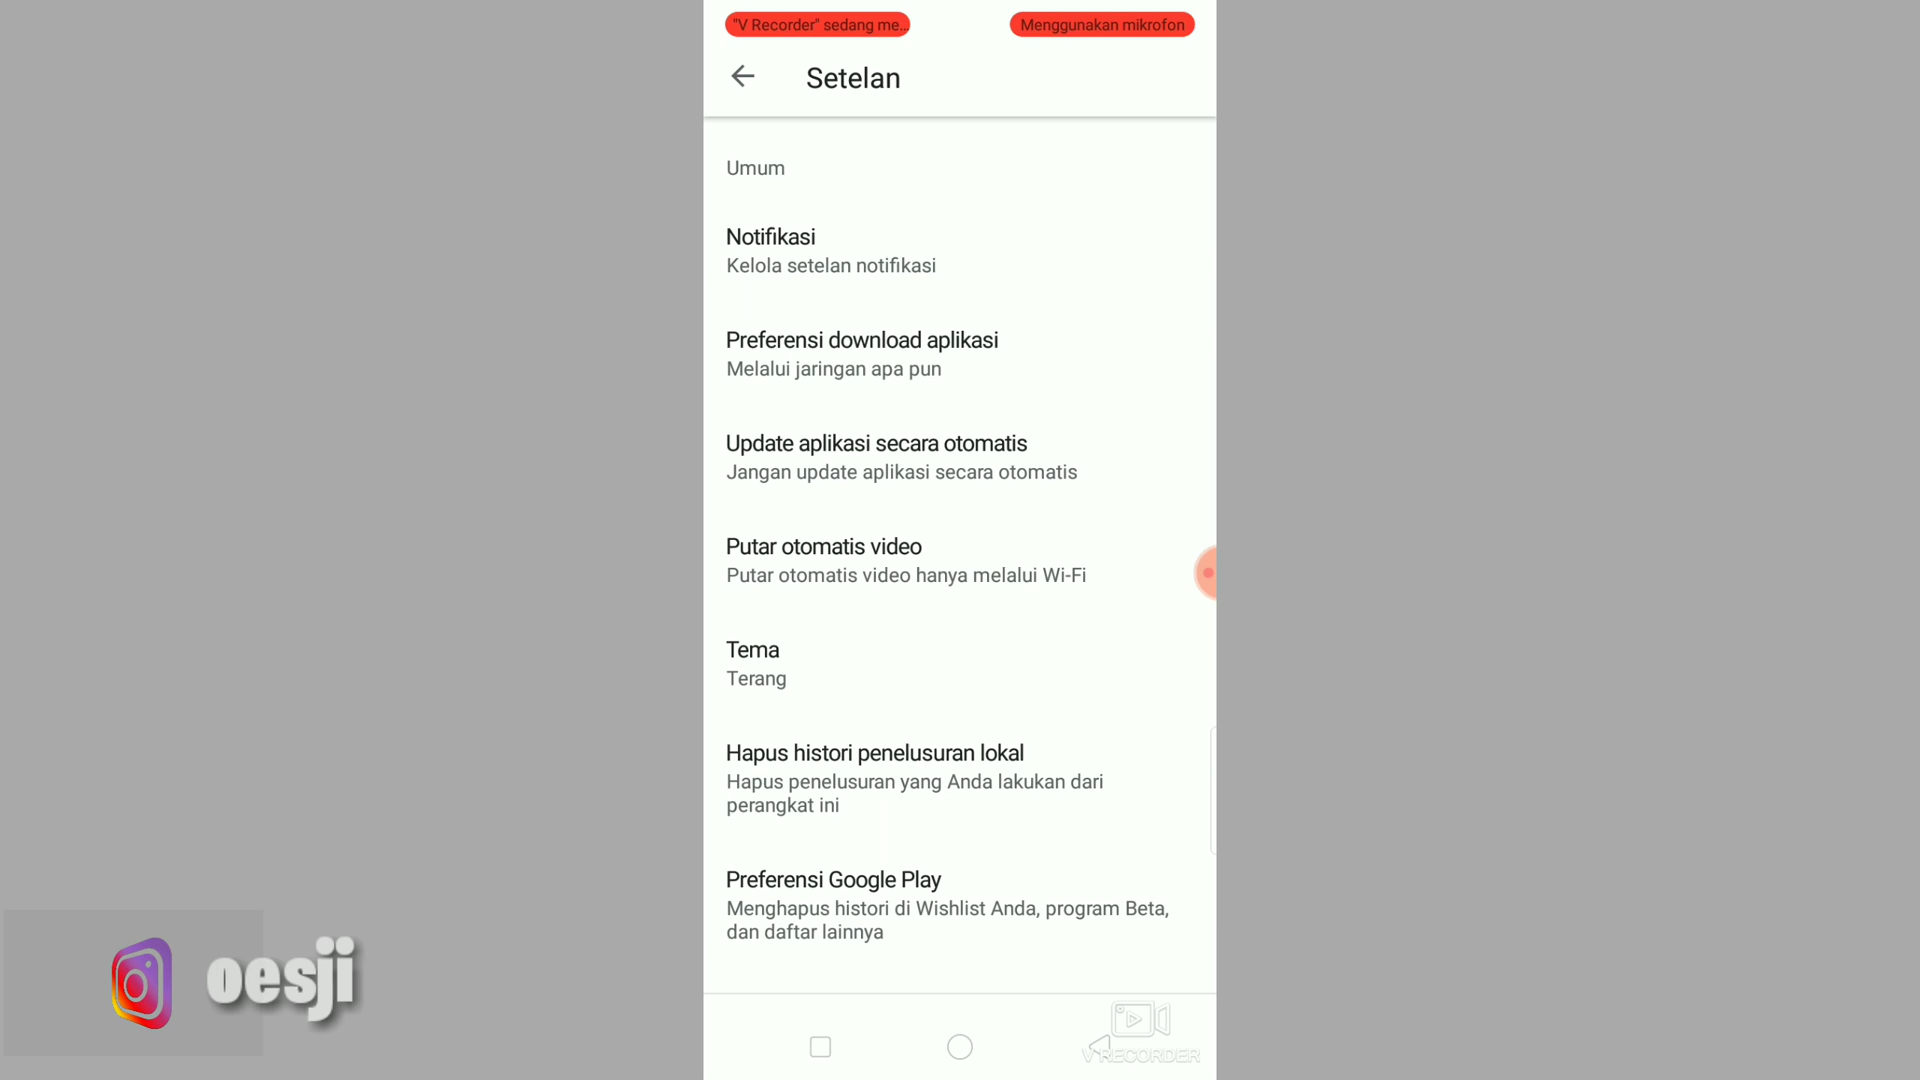 "V Recorder" sedang me...
Menggunakan mikrofon
Setelan
Umum
Notifikasi
Kelola setelan notifikasi
Preferensi download aplikasi
Melalui jaringan apa pun
Update aplikasi secara otomatis
Jangan update aplikasi secara otomatis
Putar otomatis video
Putar otomatis video hanya melalui Wi-Fi
Tema
Terang
Hapus histori penelusuran lokal
Hapus penelusuran yang Anda lakukan dari
perangkat ini
Preferensi Google Play
Menghapus histori di Wishlist Anda, program Beta,
dan daftar lainnya
oesji
V RECORDER